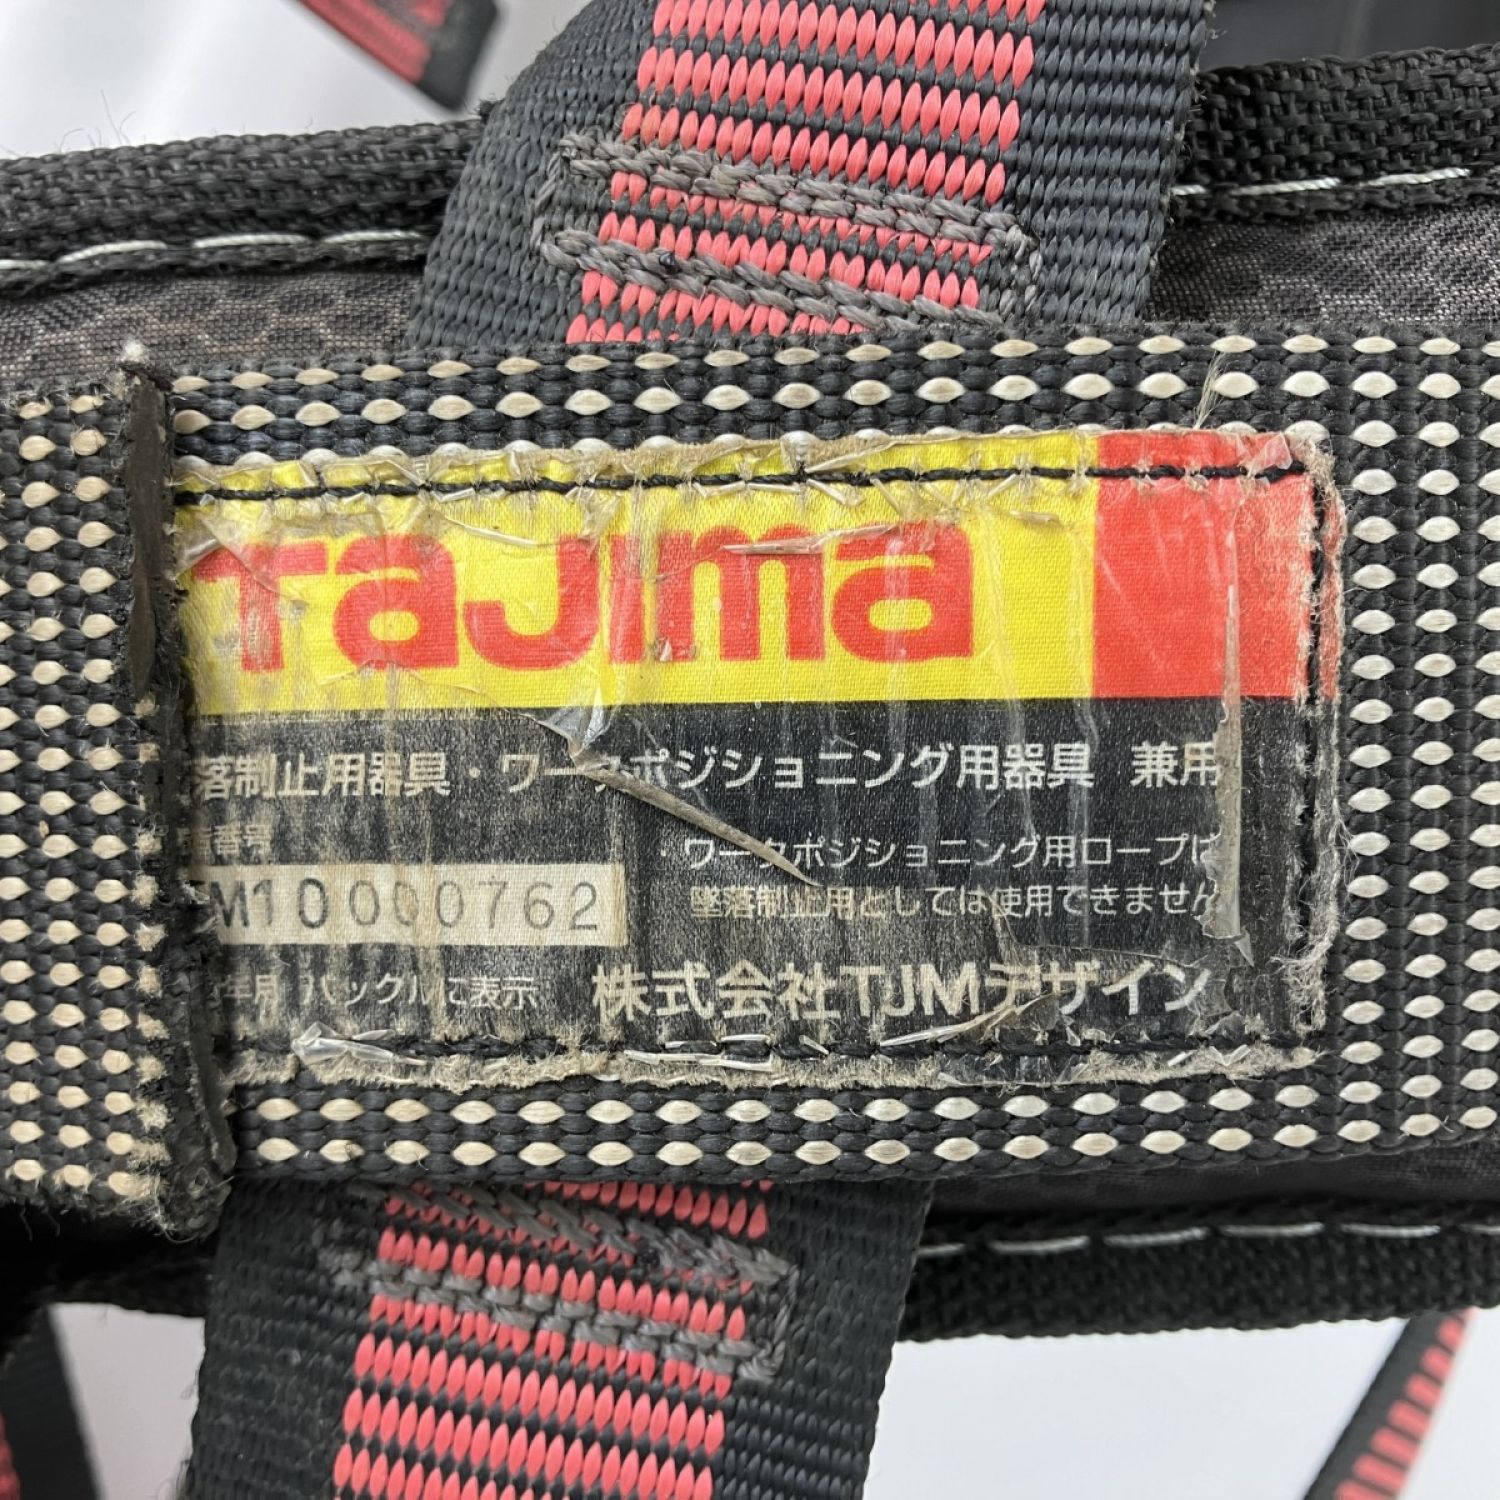 TaJIma
落制止用器具・ワークポジショニング用器具 兼用
番号
ワークポジショニング用ロープは
M10000762
墜落制止用としては使用できません
年月 バックルに表示
株式会社TJMデザイン